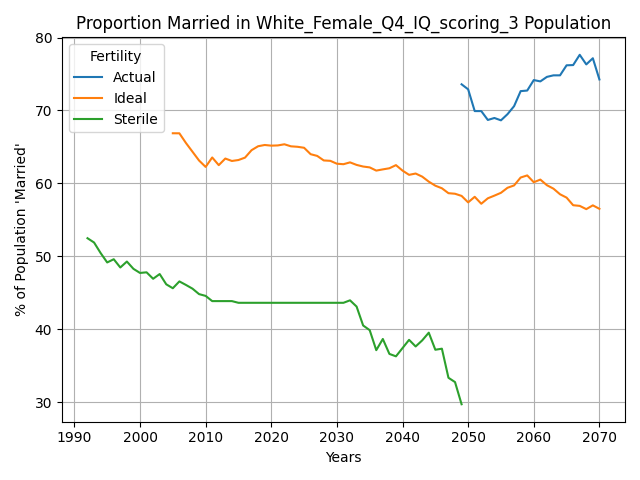 Proportion Married in White_Female_Q4_IQ_scoring_3 Population
% of Population 'Married'
80
70
60
50
40
30
Fertility
Actual
Ideal
Sterile
1990 2000 2010 2020 2030 2040 2050 2060 2070
Years